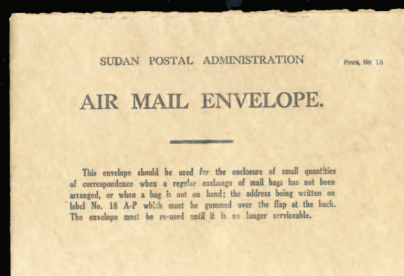 SUDAN POSTAL ADMINISTRATION
Posts, No 18
AIR MAIL ENVELOPE.
This envelope should be used for the enclosure of small quantities
of correspondence when a regular exchange of mail bags has not been
arranged, or when a bag is not on hand; the address being written on
label No. 18 A-P which must be gummed over the flap at the back.
The envelope must be re-used until it is no longer serviceable.